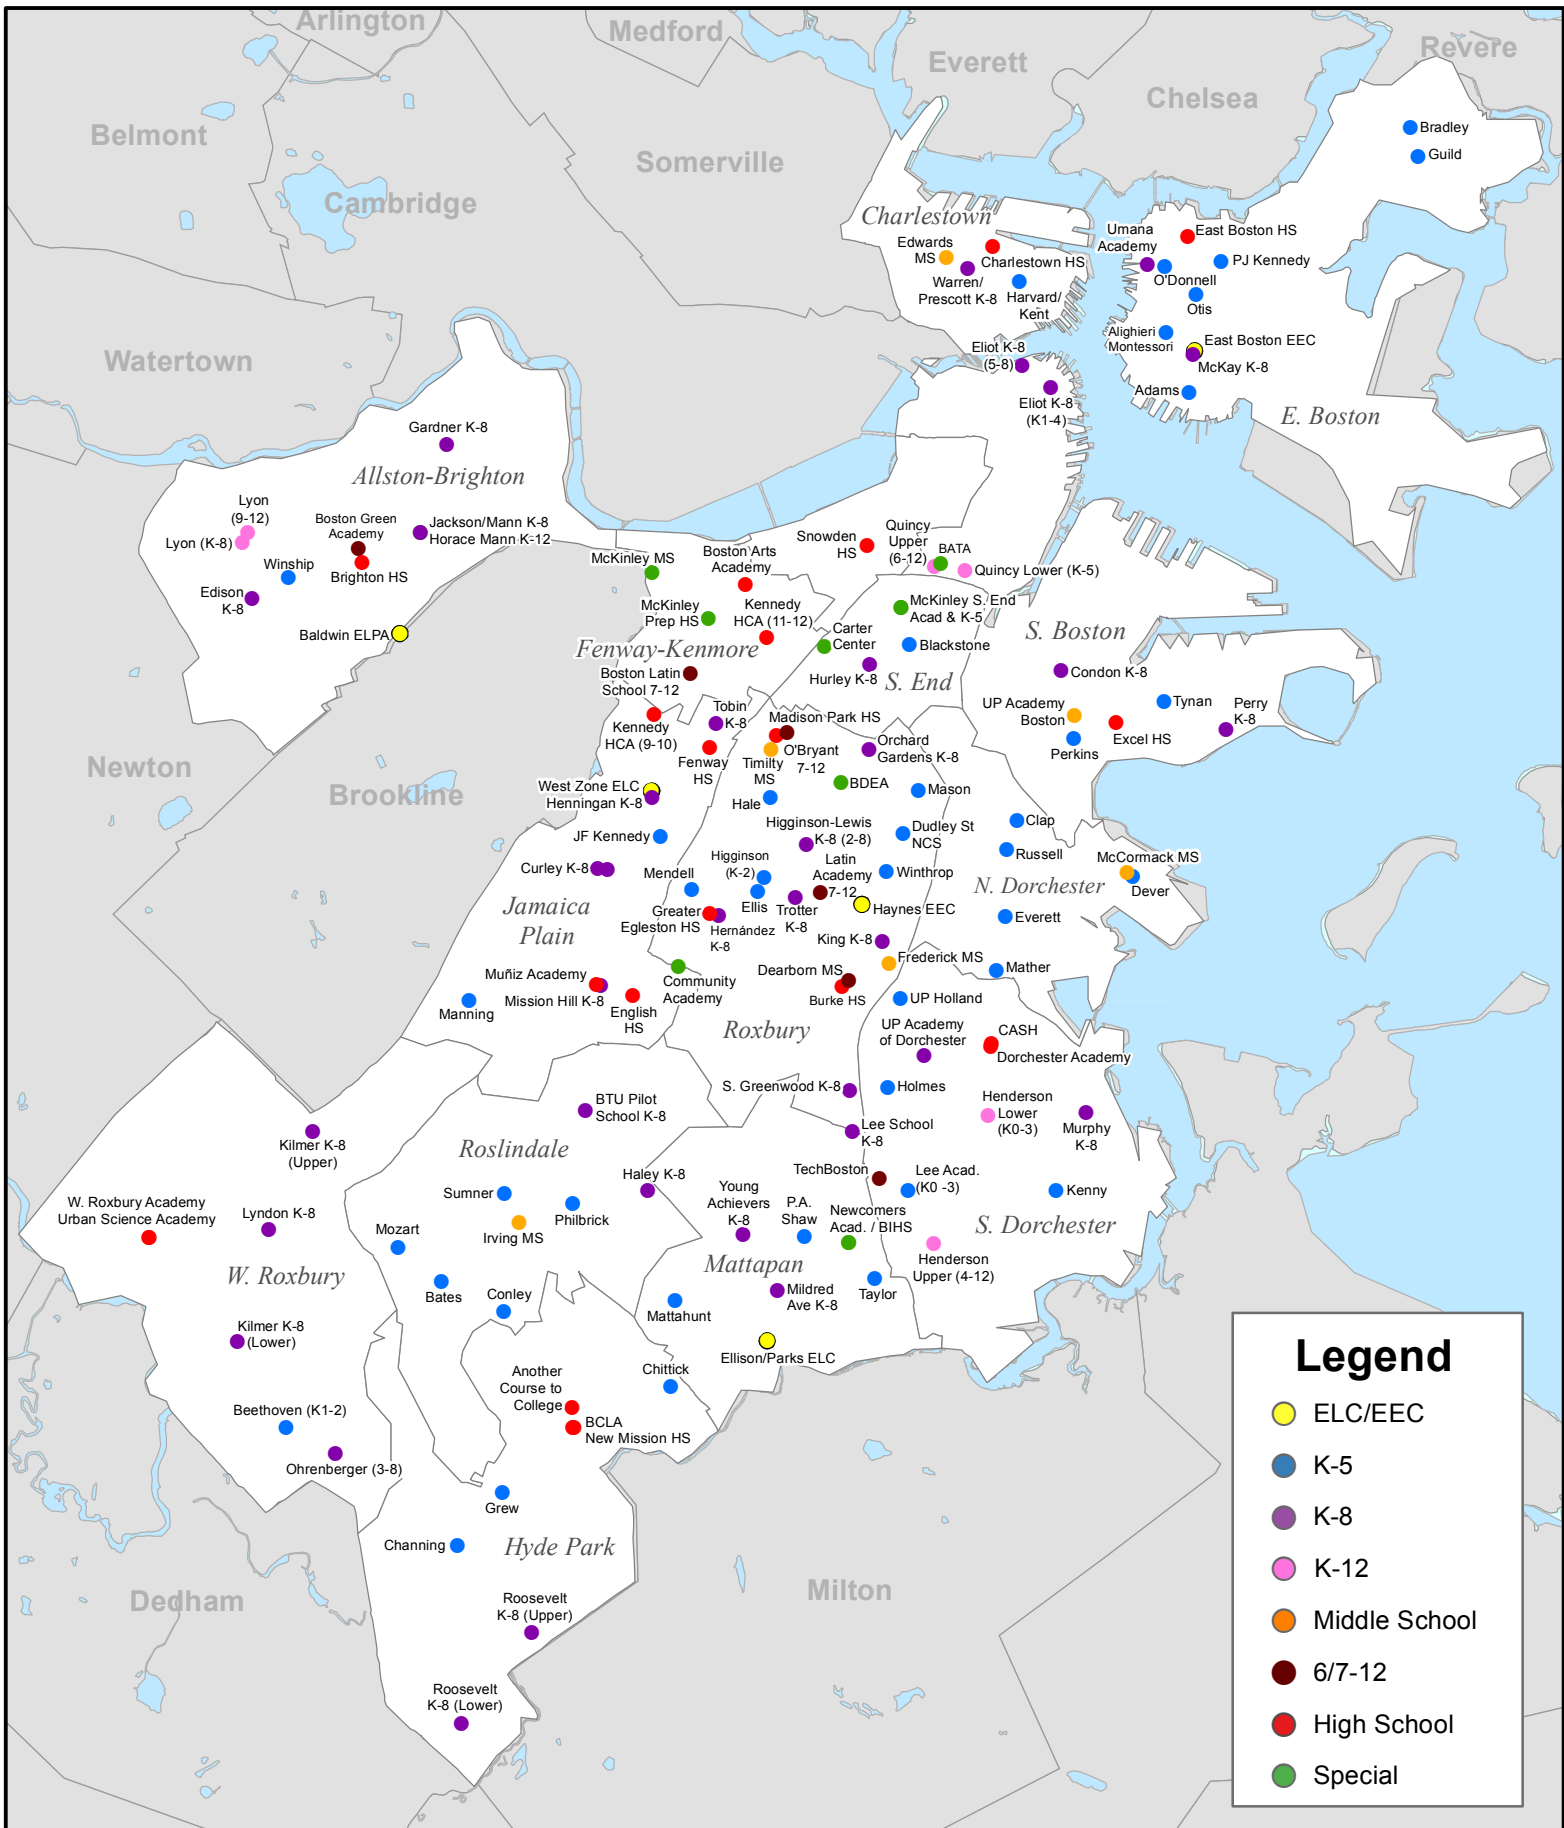 Arlington
Medford
Everett
Revere
Chelsea
Belmont
Somerville
Cambridge
Watertown
Newton
Brookline
Dedham
Milton
Bradley
Guild
Charlestown
Edwards
MS
Charlestown HS
Warren/
Prescott K-8
Harvard/
Kent
Umana
Academy
East Boston HS
PJ Kennedy
O'Donnell
Otis
Alighieri
Montessori
East Boston EEC
McKay K-8
Adams
E. Boston
Eliot K-8
(5-8)
Eliot K-8
(K1-4)
Gardner K-8
Allston-Brighton
Lyon
(9-12)
Lyon (K-8)
Boston Green
Academy
Brighton HS
Jackson/Mann K-8
Horace Mann K-12
Winship
Edison
K-8
Baldwin ELPA
McKinley MS
Boston Arts
Academy
Snowden
HS
Quincy
Upper
(6-12)
BATA
Quincy Lower (K-5)
McKinley
Prep HS
Kennedy
HCA (11-12)
McKinley S. End
Acad & K-5
Carter
Center
Blackstone
Fenway-Kenmore
Hurley K-8
S. End
Boston Latin
School 7-12
S. Boston
Condon K-8
UP Academy
Boston
Tynan
Perry
K-8
Excel HS
Perkins
Kennedy
HCA (9-10)
Tobin
K-8
Fenway
HS
Madison Park HS
O'Bryant
7-12
Timilty
MS
Orchard
Gardens K-8
BDEA
Mason
West Zone ELC
Henningan K-8
Hale
JF Kennedy
Higginson-Lewis
K-8 (2-8)
Dudley St
NCS
Clap
Russell
McCormack MS
Dever
Curley K-8
Mendell
Higginson
(K-2)
Latin
Academy
7-12
Winthrop
N. Dorchester
Jamaica
Plain
Greater
Egleston HS
Hernández
K-8
Ellis
Trotter
K-8
Haynes EEC
Everett
King K-8
Frederick MS
Mather
Muñiz Academy
Mission Hill K-8
English
HS
Community
Academy
Dearborn MS
Burke HS
UP Holland
Manning
Roxbury
UP Academy
of Dorchester
CASH
Dorchester Academy
S. Greenwood K-8
Holmes
Henderson
Lower
(K0-3)
Murphy
K-8
BTU Pilot
School K-8
Lee School
K-8
Kilmer K-8
(Upper)
Roslindale
Haley K-8
TechBoston
Lee Acad.
(K0 -3)
Kenny
W. Roxbury Academy
Urban Science Academy
Lyndon K-8
Sumner
Philbrick
Irving MS
Young
Achievers
K-8
P.A.
Shaw
Newcomers
Acad. / BIHS
S. Dorchester
Mozart
W. Roxbury
Mattapan
Henderson
Upper (4-12)
Bates
Conley
Mattahunt
Mildred
Ave K-8
Taylor
Kilmer K-8
(Lower)
Ellison/Parks ELC
Another
Course to
College
Chittick
Beethoven (K1-2)
BCLA
New Mission HS
Ohrenberger (3-8)
Grew
Channing
Hyde Park
Roosevelt
K-8 (Upper)
Roosevelt
K-8 (Lower)
Legend
ELC/EEC
K-5
K-8
K-12
Middle School
6/7-12
High School
Special